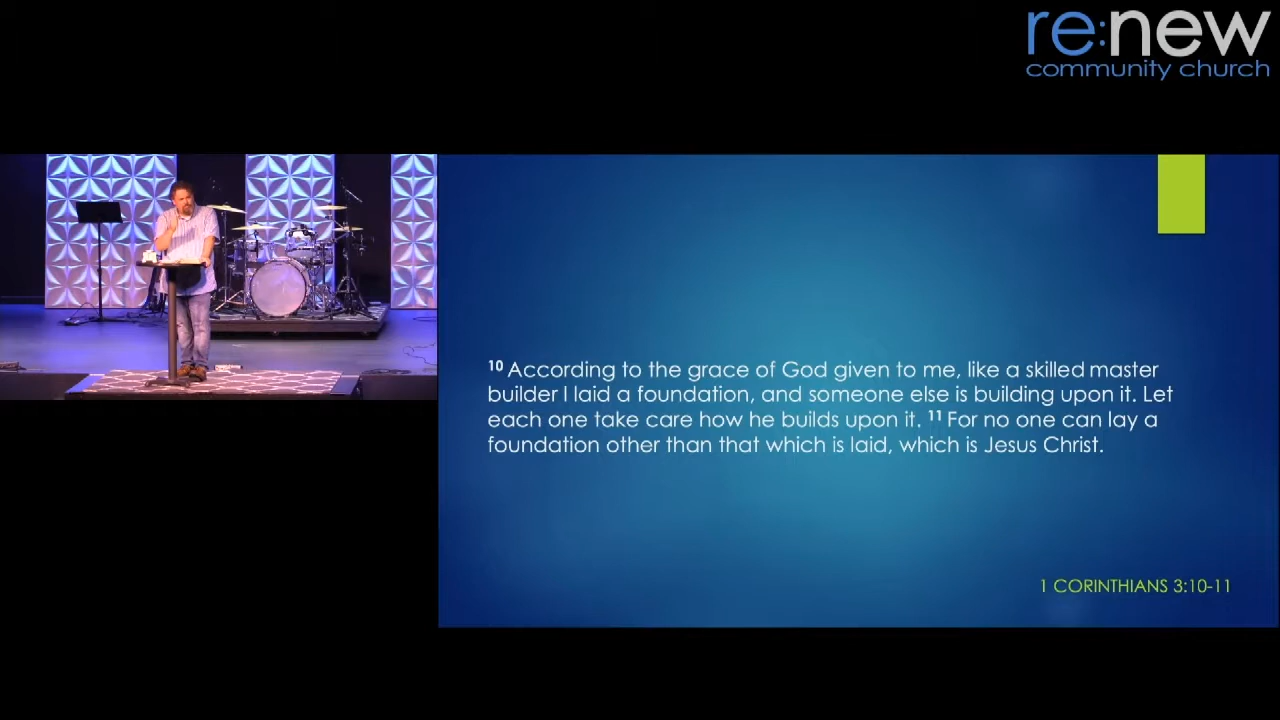 re:new
community church
10 According to the grace of God given to me, like a skilled master
builder I laid a foundation, and someone else is building upon it. Let
each one take care how he builds upon it. 11 For no one can lay a
foundation other than that which is laid, which is Jesus Christ.
1 CORINTHIANS 3:10-11